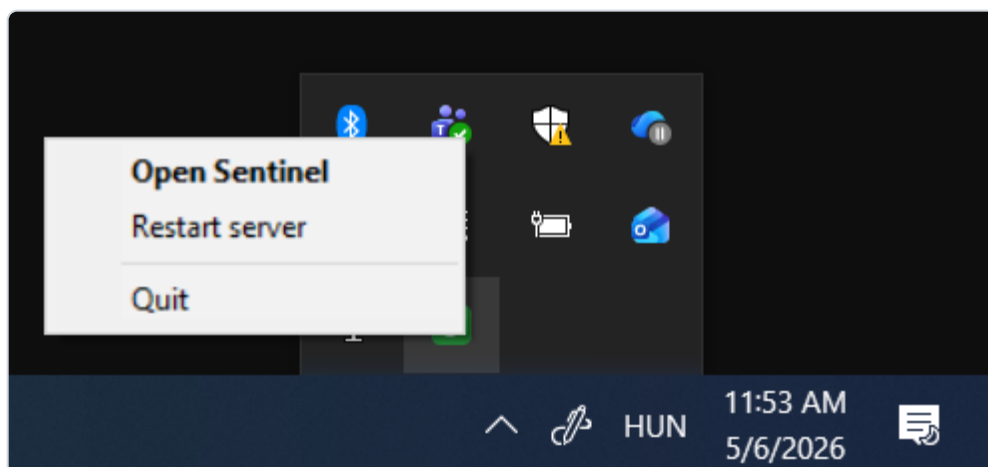 Open Sentinel
Restart server
Quit
HUN
11:53 AM
5/6/2026